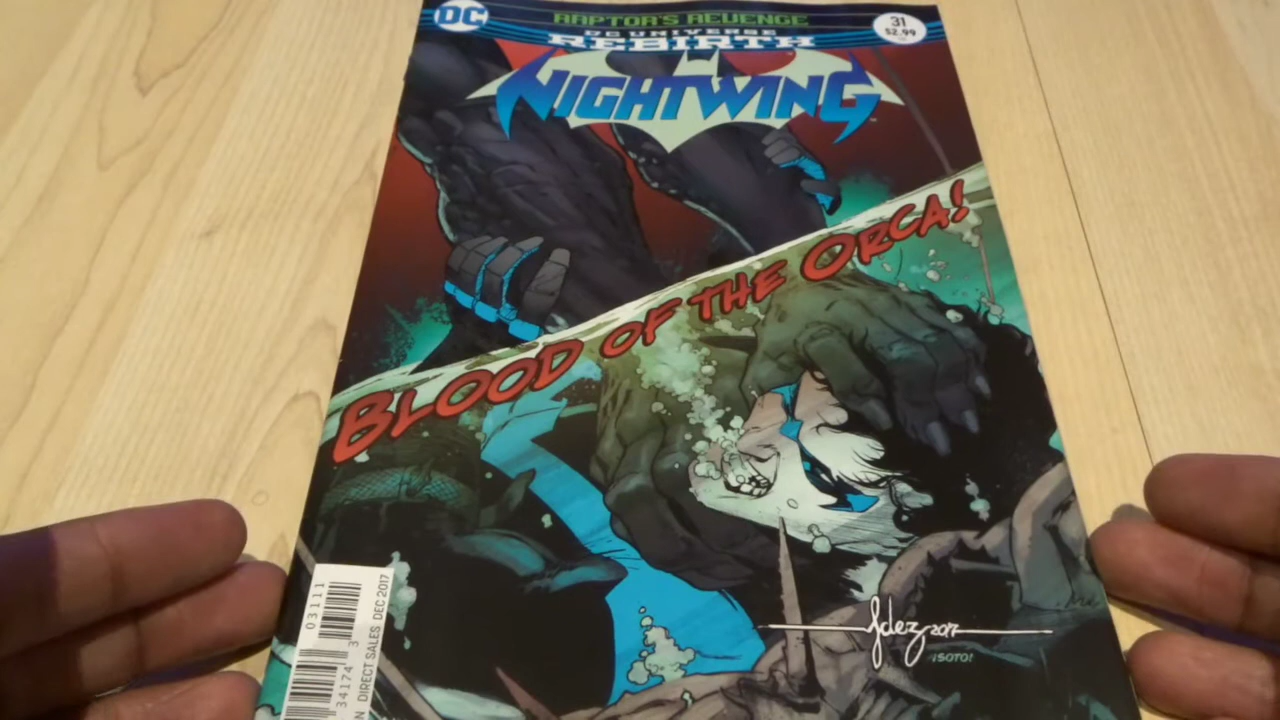 DC
RAPTOR'S REVENGE
DC UNIVERSE
REBIRTH
31
$2.99
NIGHTWING
BLOOD OF THE ORCA!
03111
34174 3
DIRECT SALES DEC 2017
fdez 2017
¡SOTO!